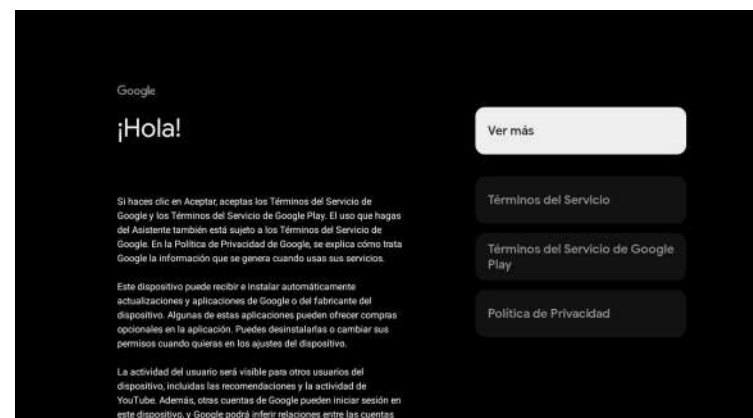 Google
¡Hola!
Si haces clic en Aceptar, aceptas los Términos del Servicio de
Google y los Términos del Servicio de Google Play. El uso que hagas
del Asistente también está sujeto a los Términos del Servicio de
Google. En la Política de Privacidad de Google, se explica cómo trata
Google la información que se genera cuando usas sus servicios.
Este dispositivo puede recibir e instalar automáticamente
actualizaciones y aplicaciones de Google o del fabricante del
dispositivo. Algunas de estas aplicaciones pueden ofrecer compras
opcionales en la aplicación. Puedes desinstalarlas o cambiar sus
permisos cuando quieras en los ajustes del dispositivo.
La actividad del usuario será visible para otros usuarios del
dispositivo, incluidas las recomendaciones y la actividad de
YouTube. Además, otras cuentas de Google pueden iniciar sesión en
este dispositivo, y Google podrá inferir relaciones entre las cuentas
Ver más
Términos del Servicio
Términos del Servicio de Google
Play
Política de Privacidad